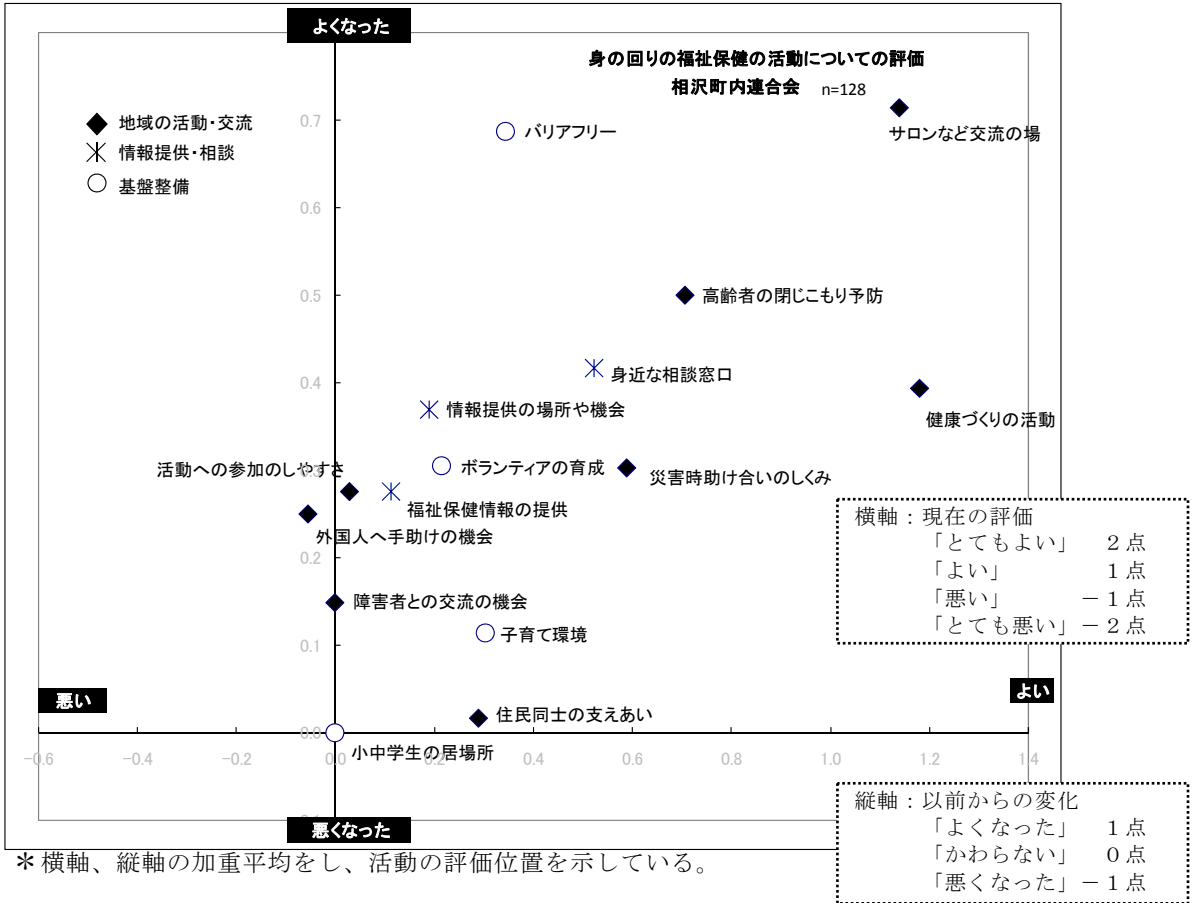 よくなった
身の回りの福祉保健の活動についての評価
相沢町内連合会 n=128
地域の活動・交流
情報提供・相談
基盤整備
0.7
バリアフリー
サロンなど交流の場
0.6
0.5
高齢者の閉じこもり予防
0.4
身近な相談窓口
健康づくりの活動
情報提供の場所や機会
0.3
活動への参加のしやすさ
ボランティアの育成
災害時助け合いのしくみ
福祉保健情報の提供
外国人へ手助けの機会
0.2
障害者との交流の機会
子育て環境
0.1
横軸：現在の評価
「とてもよい」 2点
「よい」 1点
「悪い」 －1点
「とても悪い」－2点
悪い
よい
住民同士の支えあい
0.0
小中学生の居場所
-0.6 -0.4 -0.2 0.0 0.2 0.4 0.6 0.8 1.0 1.2 1.4
悪くなった
縦軸：以前からの変化
「よくなった」 1点
「かわらない」 0点
「悪くなった」－1点
＊横軸、縦軸の加重平均をし、活動の評価位置を示している。